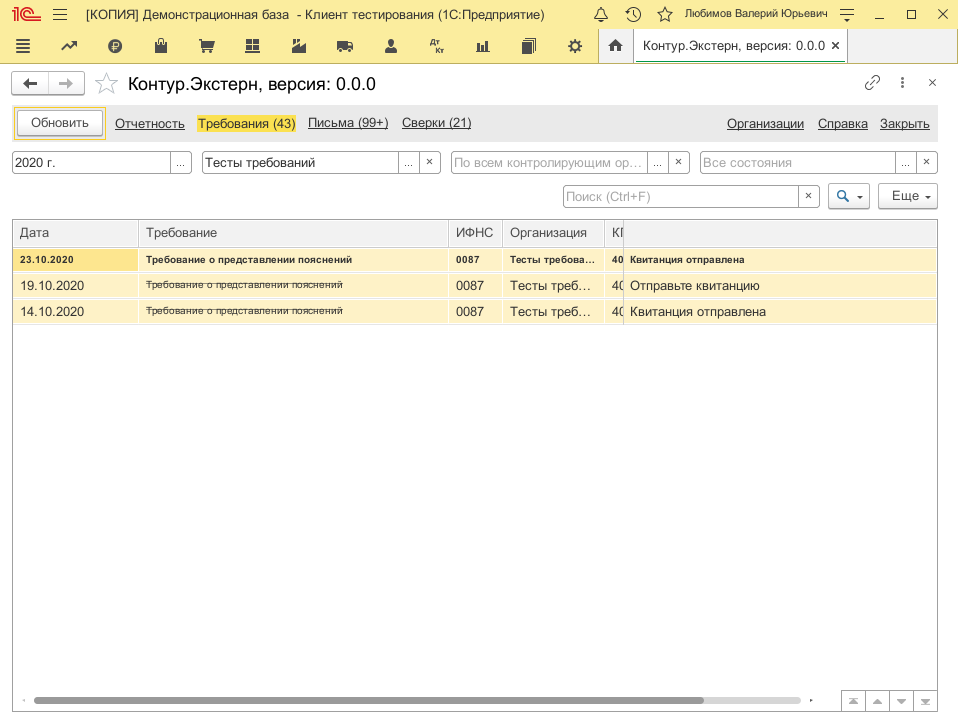 [КОПИЯ] Демонстрационная база - Клиент тестирования (1С:Предприятие) Любимов Валерий Юрьевич
Дт Кт Контур.Экстерн, версия: 0.0.0 ×
Контур.Экстерн, версия: 0.0.0
Обновить Отчетность Требования (43) Письма (99+) Сверки (21) Организации Справка Закрыть
2020 г. ... Тесты требований ... × По всем контролирующим ор... ... × Все состояния ... ×
Поиск (Ctrl+F) × Еще
Дата Требование ИФНС Организация
23.10.2020 Требование о представлении пояснений 0087 Тесты требова... 40 Квитанция отправлена
19.10.2020 Требование о представлении пояснений 0087 Тесты треб... 40 Отправьте квитанцию
14.10.2020 Требование о представлении пояснений 0087 Тесты треб... 40 Квитанция отправлена